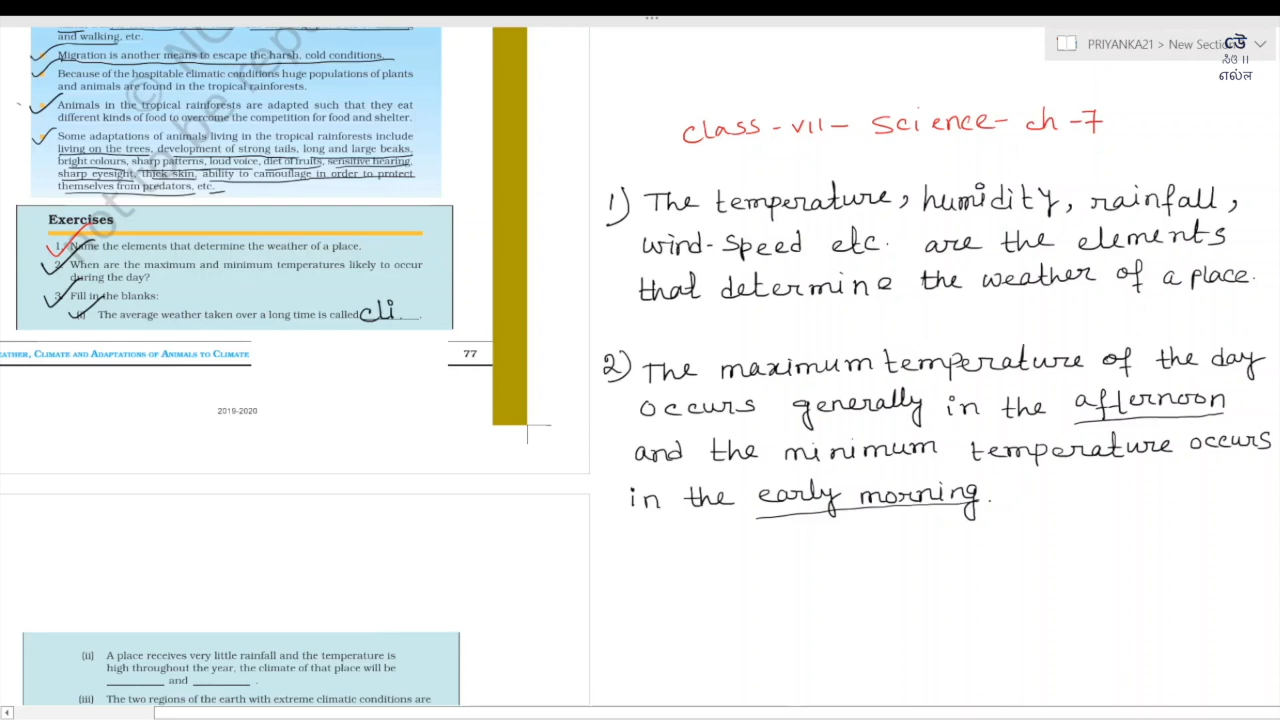 and walking, etc.
Migration is another means to escape the harsh, cold conditions.
Because of the hospitable climatic conditions huge populations of plants
and animals are found in the tropical rainforests.
Animals in the tropical rainforests are adapted such that they eat
different kinds of food to overcome the competition for food and shelter.
Some adaptations of animals living in the tropical rainforests include
living on the trees, development of strong tails, long and large beaks,
bright colours, sharp patterns, loud voice, diet of fruits, sensitive hearing,
sharp eyesight, thick skin, ability to camouflage in order to protect
themselves from predators, etc.
Exercises
1. Name the elements that determine the weather of a place.
2. When are the maximum and minimum temperatures likely to occur
during the day?
3. Fill in the blanks:
(i) The average weather taken over a long time is called cli .
EATHER, CLIMATE AND ADAPTATIONS OF ANIMALS TO CLIMATE
77
2019-2020
(ii) A place receives very little rainfall and the temperature is
high throughout the year, the climate of that place will be
________ and ________ .
(iii) The two regions of the earth with extreme climatic conditions are
PRIYANKA21 > New Section
class - VII - Science - ch - 7
1) The temperature, humidity, rainfall,
wind-speed etc. are the elements
that determine the weather of a place.
2) The maximum temperature of the day
occurs generally in the afternoon
and the minimum temperature occurs
in the early morning.